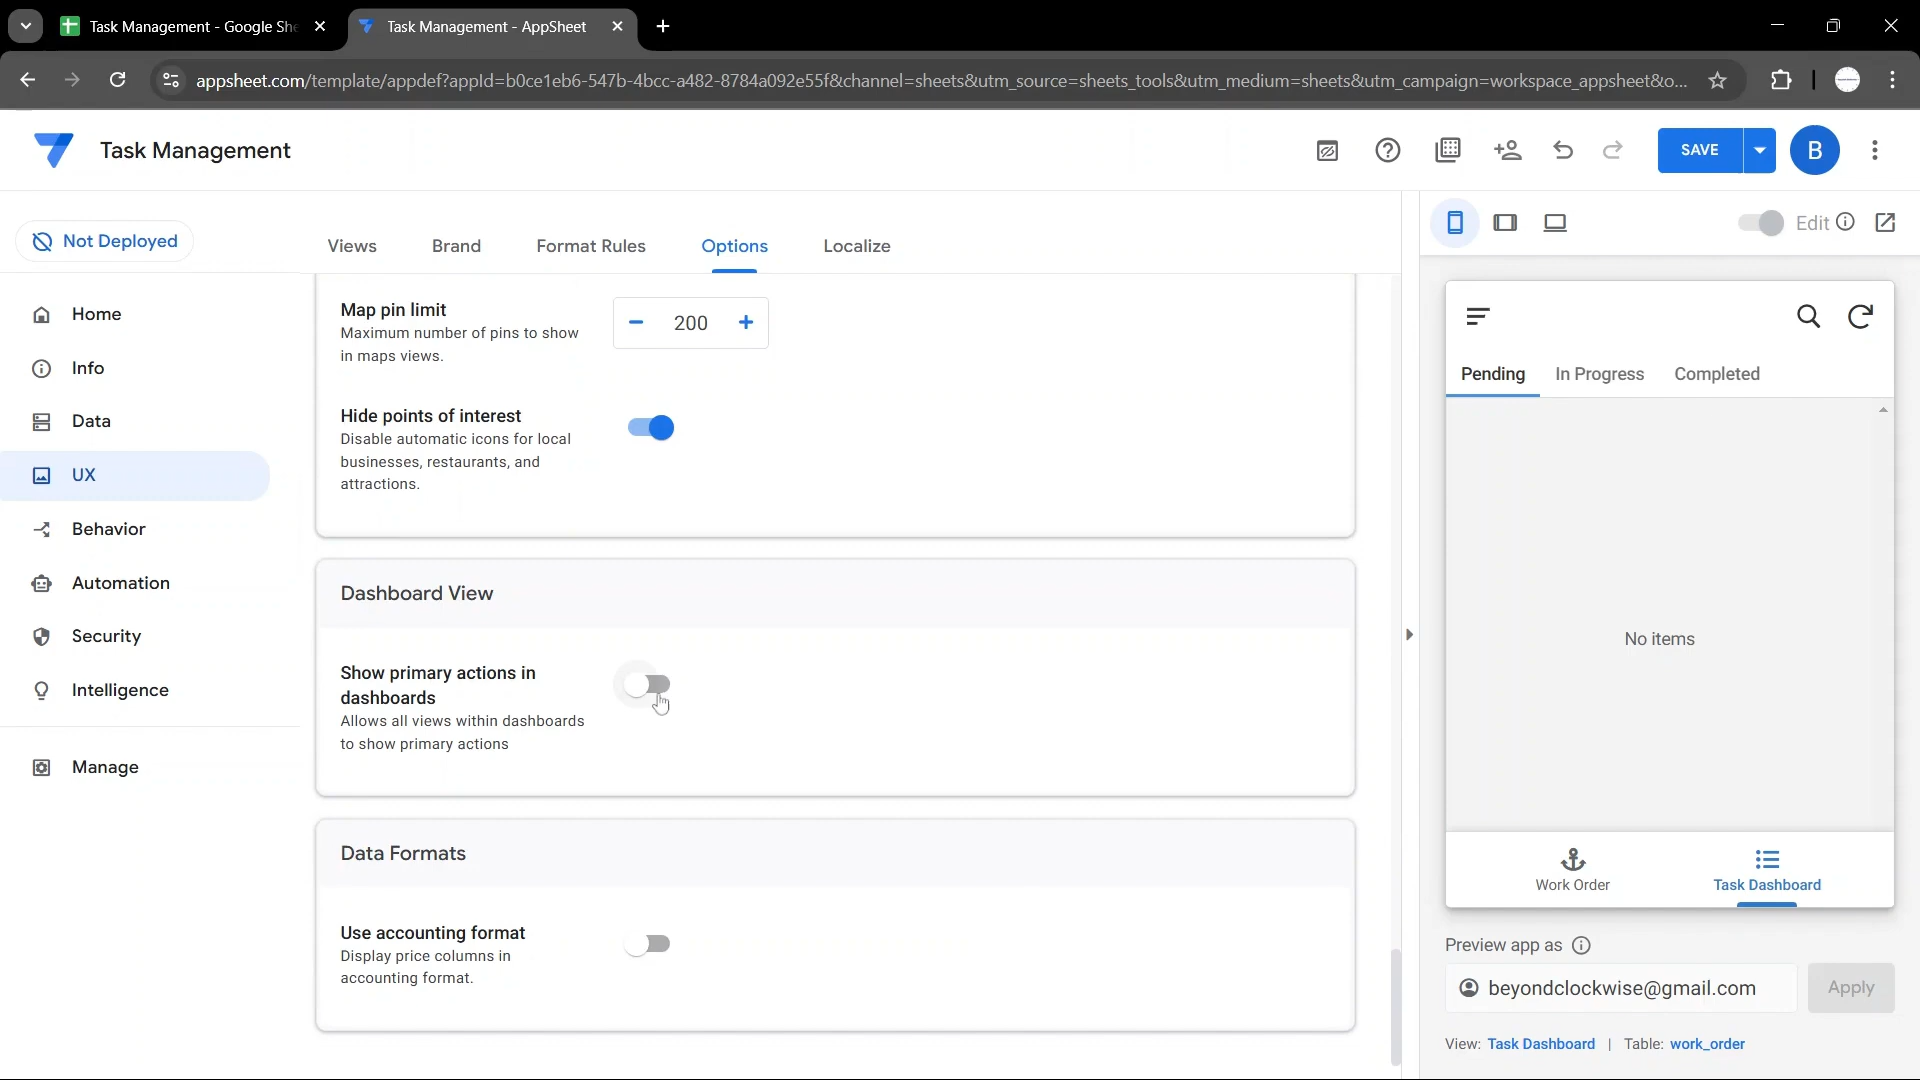 Task Management - Google She
Task Management - AppSheet
appsheet.com/template/appdef?appId=b0ce1eb6-547b-4bcc-a482-8784a092e55f&channel=sheets&utm_source=sheets_tools&utm_medium=sheets&utm_campaign=workspace_appsheet&o...
Task Management
SAVE
B
Not Deployed
Home
Info
Data
UX
Behavior
Automation
Security
Intelligence
Manage
Views
Brand
Format Rules
Options
Localize
Map pin limit
Maximum number of pins to show
in maps views.
200
Hide points of interest
Disable automatic icons for local
businesses, restaurants, and
attractions.
Dashboard View
Show primary actions in
dashboards
Allows all views within dashboards
to show primary actions
Data Formats
Use accounting format
Display price columns in
accounting format.
Edit
Pending
In Progress
Completed
No items
Work Order
Task Dashboard
Preview app as
beyondclockwise@gmail.com
Apply
View: Task Dashboard | Table: work_order